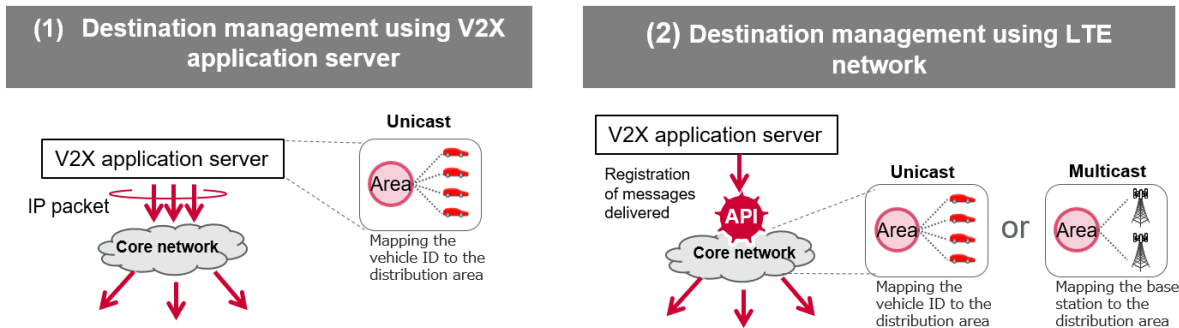 (1) Destination management using V2X
application server
V2X application server
IP packet
Core network
Unicast
Area
Mapping the
vehicle ID to the
distribution area
(2) Destination management using LTE
network
V2X application server
Registration
of messages
delivered
API
Core network
Unicast
Area
Mapping the
vehicle ID to the
distribution area
or
Multicast
Area
Mapping the base
station to the
distribution area